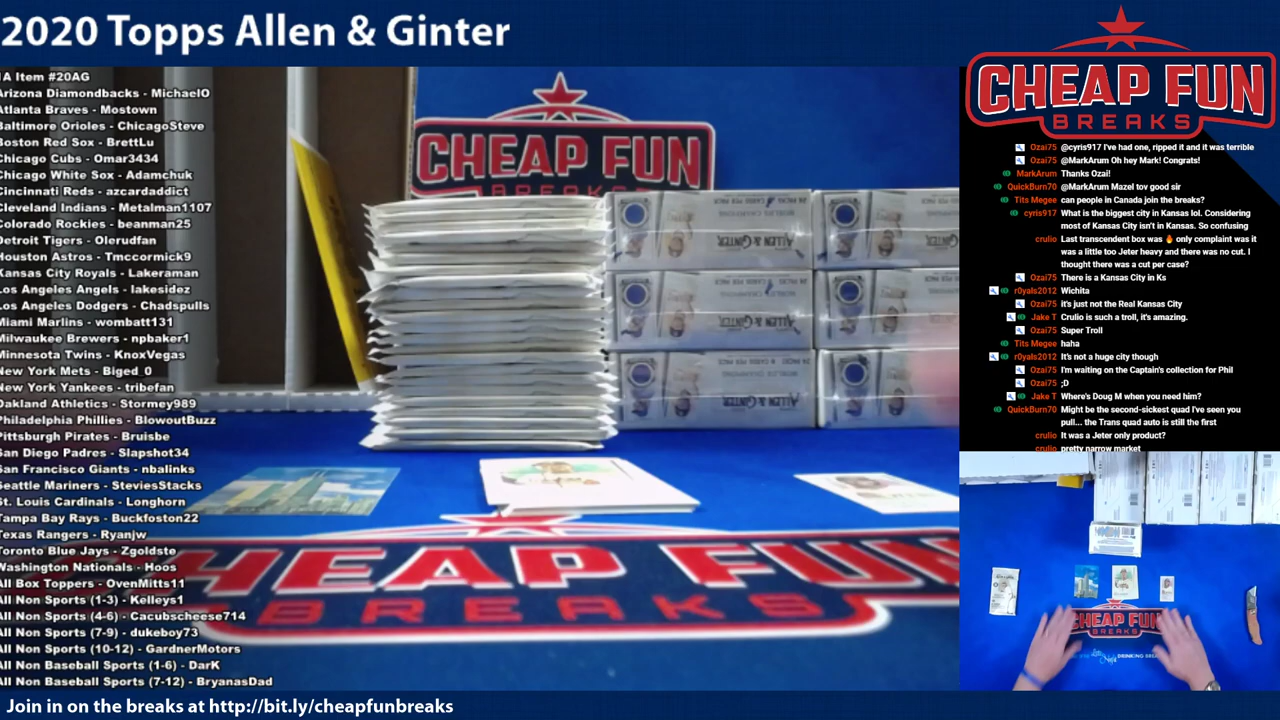 2020 Topps Allen & Ginter
1A Item #20AG
Arizona Diamondbacks - MichaelO
Atlanta Braves - Mostown
Baltimore Orioles - ChicagoSteve
Boston Red Sox - BrettLu
Chicago Cubs - Omar3434
Chicago White Sox - Adamchuk
Cincinnati Reds - azcardaddict
Cleveland Indians - Metalman1107
Colorado Rockies - beanman25
Detroit Tigers - Olerudfan
Houston Astros - Tmccormick9
Kansas City Royals - Lakeraman
Los Angeles Angels - lakesidez
Los Angeles Dodgers - Chadspulls
Miami Marlins - wombatt131
Milwaukee Brewers - npbaker1
Minnesota Twins - KnoxVegas
New York Mets - Biged_0
New York Yankees - tribefan
Oakland Athletics - Stormey989
Philadelphia Phillies - BlowoutBuzz
Pittsburgh Pirates - Bruisbe
San Diego Padres - Slapshot34
San Francisco Giants - nbalinks
Seattle Mariners - SteviesStacks
St. Louis Cardinals - Longhorn
Tampa Bay Rays - Buckfoston22
Texas Rangers - Ryanjw
Toronto Blue Jays - Zgoldste
Washington Nationals - Hoos
All Box Toppers - OvenMitts11
All Non Sports (1-3) - Kelleys1
All Non Sports (4-6) - Cacubscheese714
All Non Sports (7-9) - dukeboy73
All Non Sports (10-12) - GardnerMotors
All Non Baseball Sports (1-6) - DarK
All Non Baseball Sports (7-12) - BryanasDad
CHEAP FUN
ALLEN & GINTER
ALLEN & GINTER
ALLEN & GINTER
CHEAP FUN
BREAKS
CHEAP FUN
BREAKS
Ozai75 @cyris917 I've had one, ripped it and it was terrible
Ozai75 @MarkArum Oh hey Mark! Congrats!
MarkArum Thanks Ozai!
QuickBurn70 @MarkArum Mazel tov good sir
Tits Megee can people in Canada join the breaks?
cyris917 What is the biggest city in Kansas lol. Considering
most of Kansas City isn't in Kansas. So confusing
crulio Last transcendent box was 🔥 only complaint was it
was a little too Jeter heavy and there was no cut. I
thought there was a cut per case?
Ozai75 There is a Kansas City in Ks
r0yals2012 Wichita
Ozai75 it's just not the Real Kansas City
Jake T Crulio is such a troll, it's amazing.
Ozai75 Super Troll
Tits Megee haha
r0yals2012 It's not a huge city though
Ozai75 I'm waiting on the Captain's collection for Phil
Ozai75 ;D
Jake T Where's Doug M when you need him?
QuickBurn70 Might be the second-sickest quad I've seen you
pull... the Trans quad auto is still the first
crulio It was a Jeter only product?
crulio pretty narrow market
CHEAP FUN
BREAKS
Join in on the breaks at http://bit.ly/cheapfunbreaks